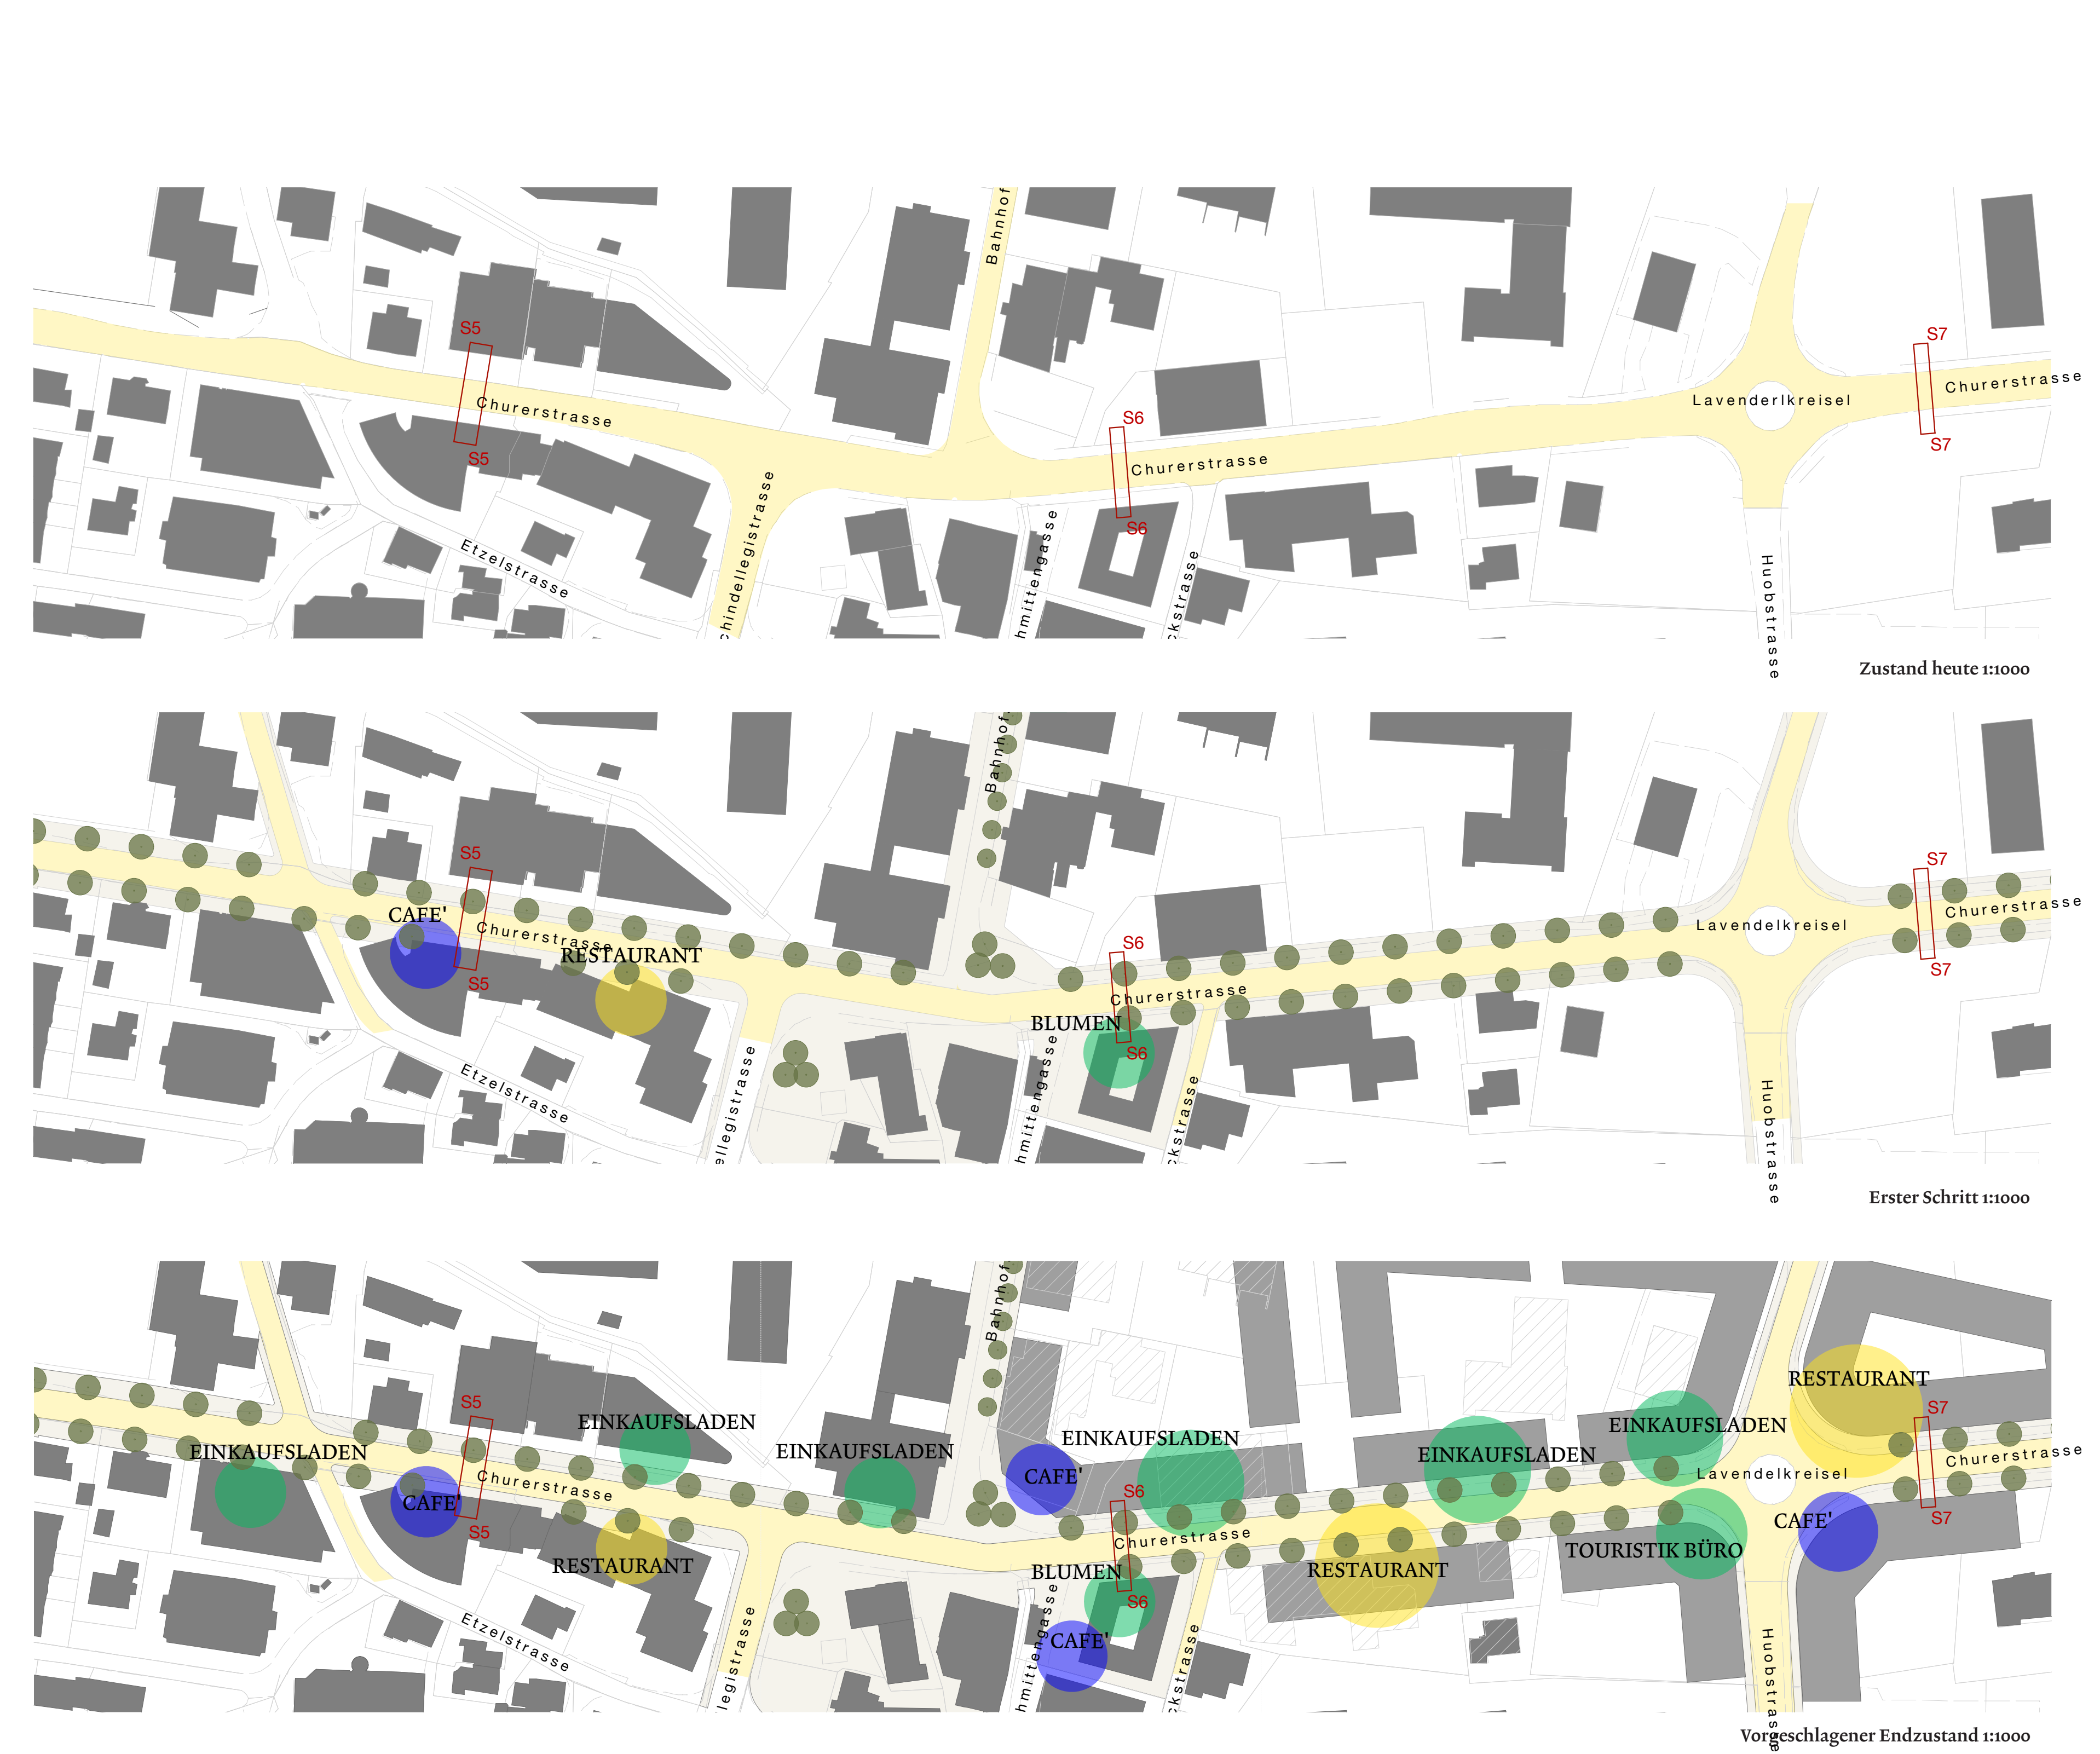 Bahnhof
S5
S7
Churerstrasse
Lavenderlkreisel
Churerstrasse
S6
S7
S5
Churerstrasse
S6
chindellegistrasse
Etzelstrasse
hmittengasse
ckstrasse
Huobstrasse
Zustand heute 1:1000
Bahnhof
S5
S7
CAFE'
Churerstrasse
Churerstrasse
Lavendelkreisel
RESTAURANT
S6
S7
S5
Churerstrasse
BLUMEN
S6
ellegistrasse
Etzelstrasse
hmittengasse
ckstrasse
Huobstrasse
Erster Schritt 1:1000
Bahnhof
RESTAURANT
S5
S7
EINKAUFSLADEN
EINKAUFSLADEN
EINKAUFSLADEN
EINKAUFSLADEN
EINKAUFSLADEN
EINKAUFSLADEN
Churerstrasse
CAFE'
Lavendelkreisel
Churerstrasse
S6
CAFE'
S7
CAFE'
S5
Churerstrasse
TOURISTIK BÜRO
RESTAURANT
BLUMEN
RESTAURANT
S6
CAFE'
legistrasse
Etzelstrasse
hmittengasse
ckstrasse
Huobstrasse
Vorgeschlagener Endzustand 1:1000